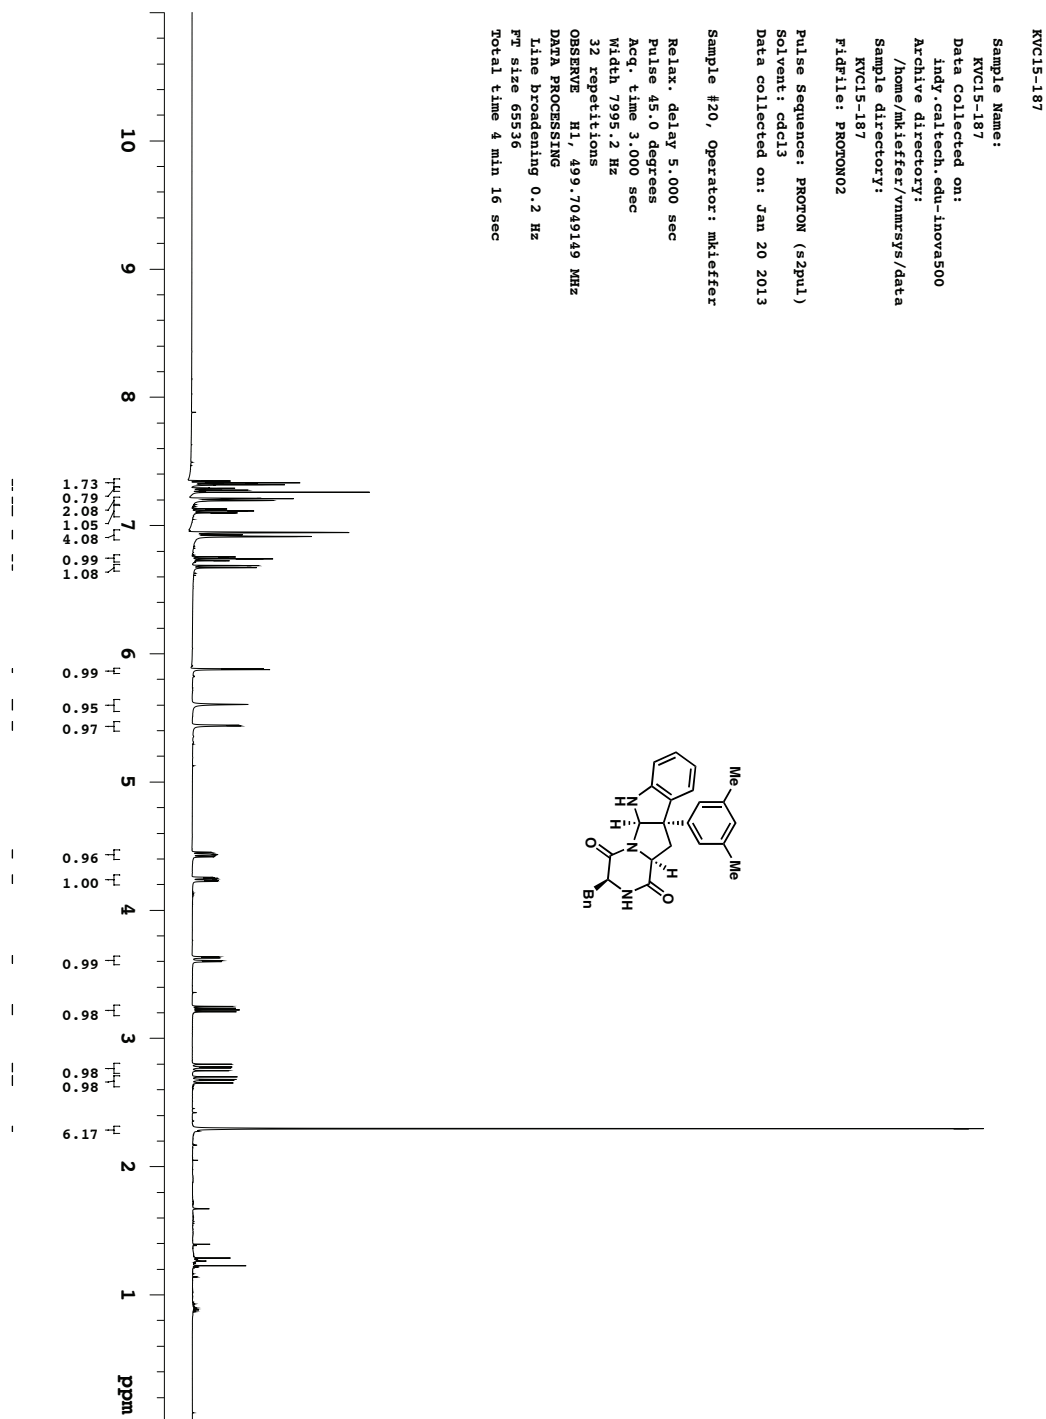 KVC15-187
Sample Name:
KVC15-187
Data Collected on:
indy.caltech.edu-inova500
Archive directory:
/home/mkieffer/vnmrsys/data
Sample directory:
KVC15-187
FidFile: PROTON02
Pulse Sequence: PROTON (s2pul)
Solvent: cdcl3
Data collected on: Jan 20 2013
Sample #20, Operator: mkieffer
Relax. delay 5.000 sec
Pulse 45.0 degrees
Acq. time 3.000 sec
Width 7995.2 Hz
32 repetitions
OBSERVE H1, 499.7049149 MHz
DATA PROCESSING
Line broadening 0.2 Hz
FT size 65536
Total time 4 min 16 sec
Me
Me
N
H
H
N
H
O
O
NH
Bn
10 9 8 7 6 5 4 3 2 1 ppm
1.73
0.79
2.08
1.05
4.08
0.99
1.08
0.99
0.95
0.97
0.96
1.00
0.99
0.98
0.98
0.98
6.17